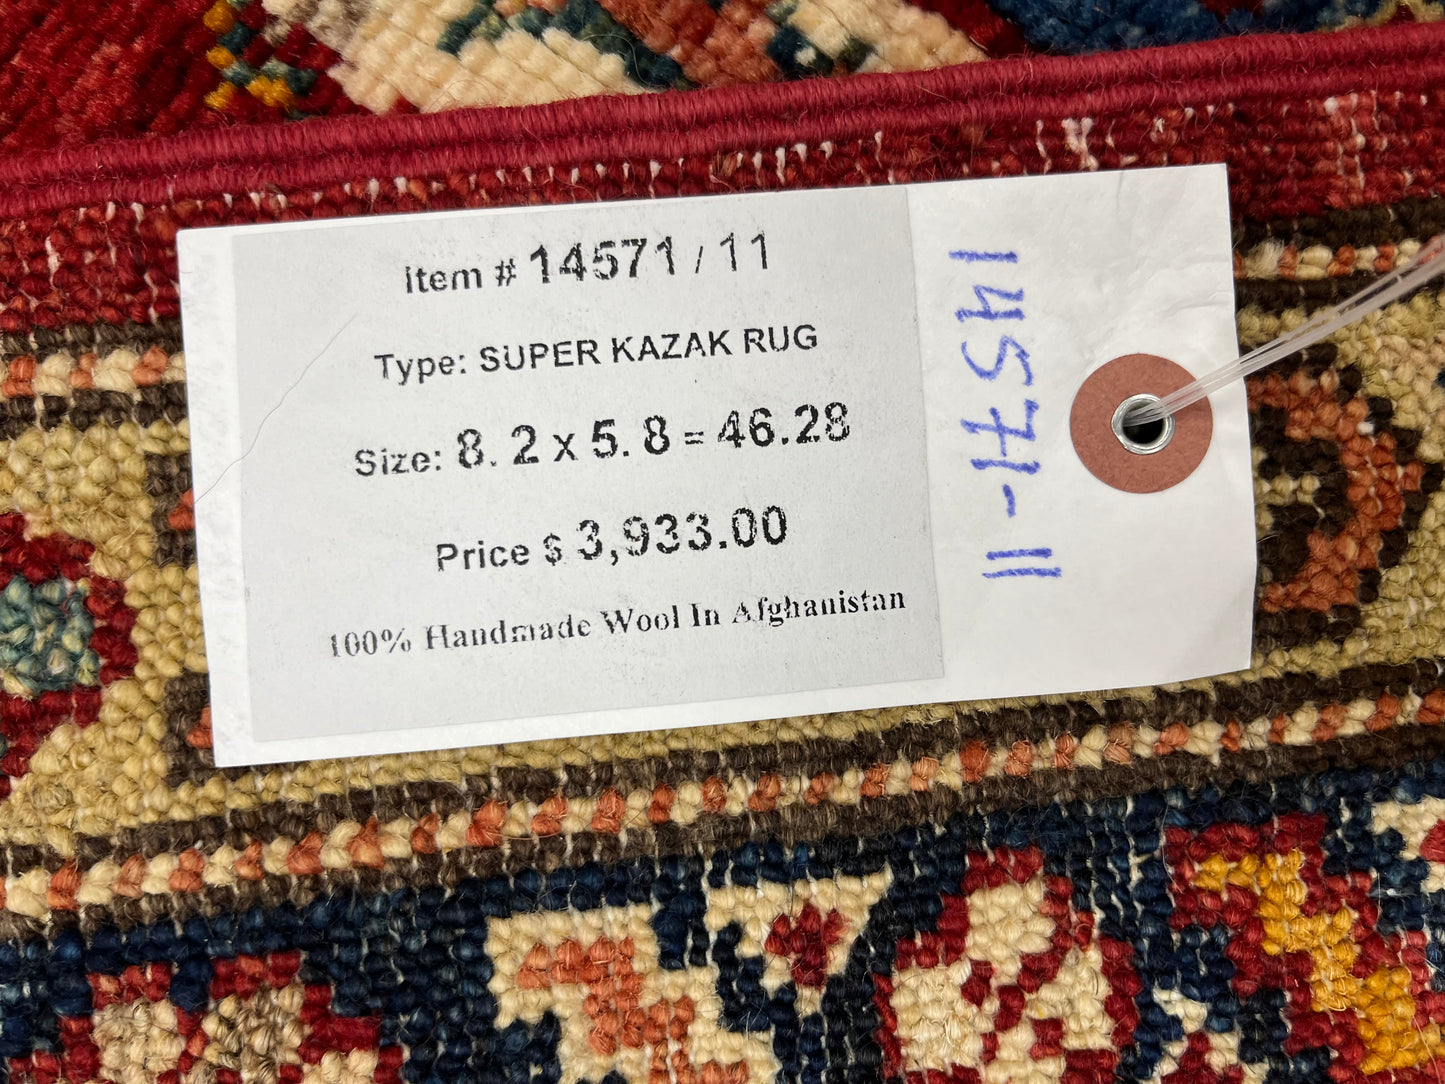 Item # 14571 / 11
Type: SUPER KAZAK RUG
Size: 8.2 x 5.8 = 46.28
Price $ 3,933.00
100% Handmade Wool In Afghanistan
14571-11